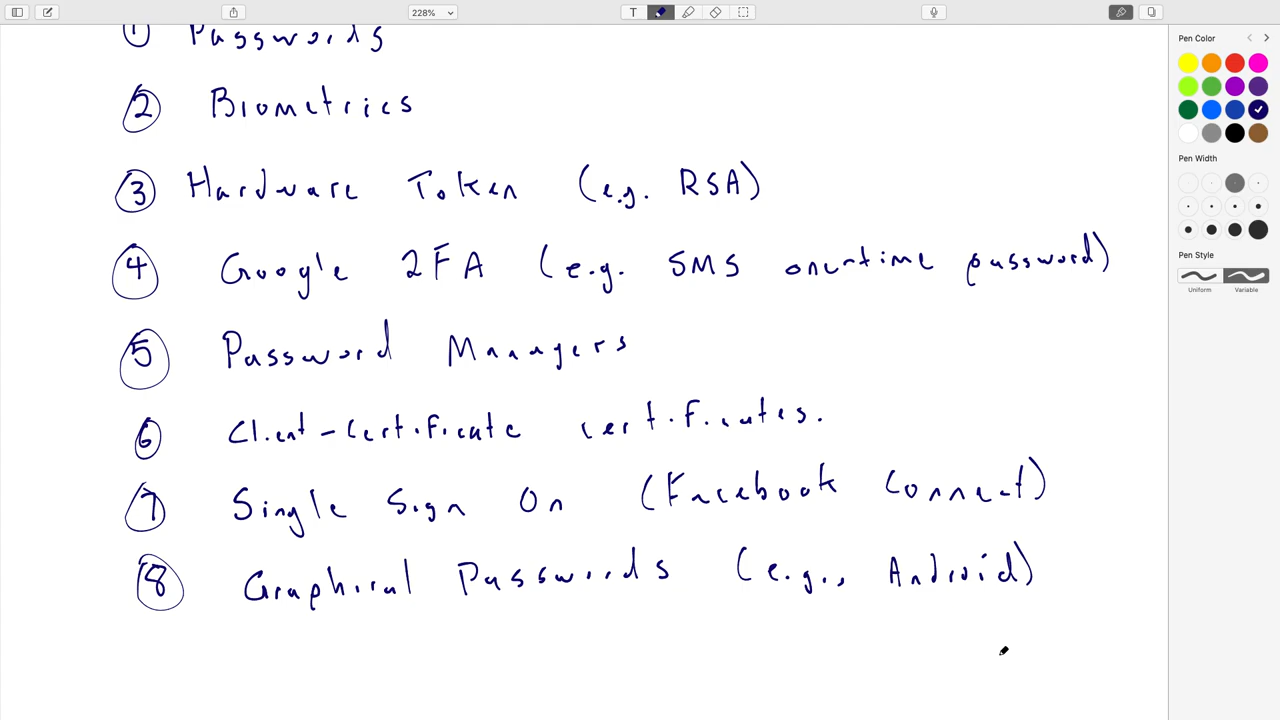 228%
T
① Passwords
② Biometrics
③ Hardware Token (e.g. RSA)
④ Google 2FA (e.g. SMS one-time password)
⑤ Password Managers
⑥ Client-Certificate certificates.
⑦ Single Sign On (Facebook Connect)
⑧ Graphical Passwords (e.g., Android)
Pen Color
Pen Width
Pen Style
Uniform Variable